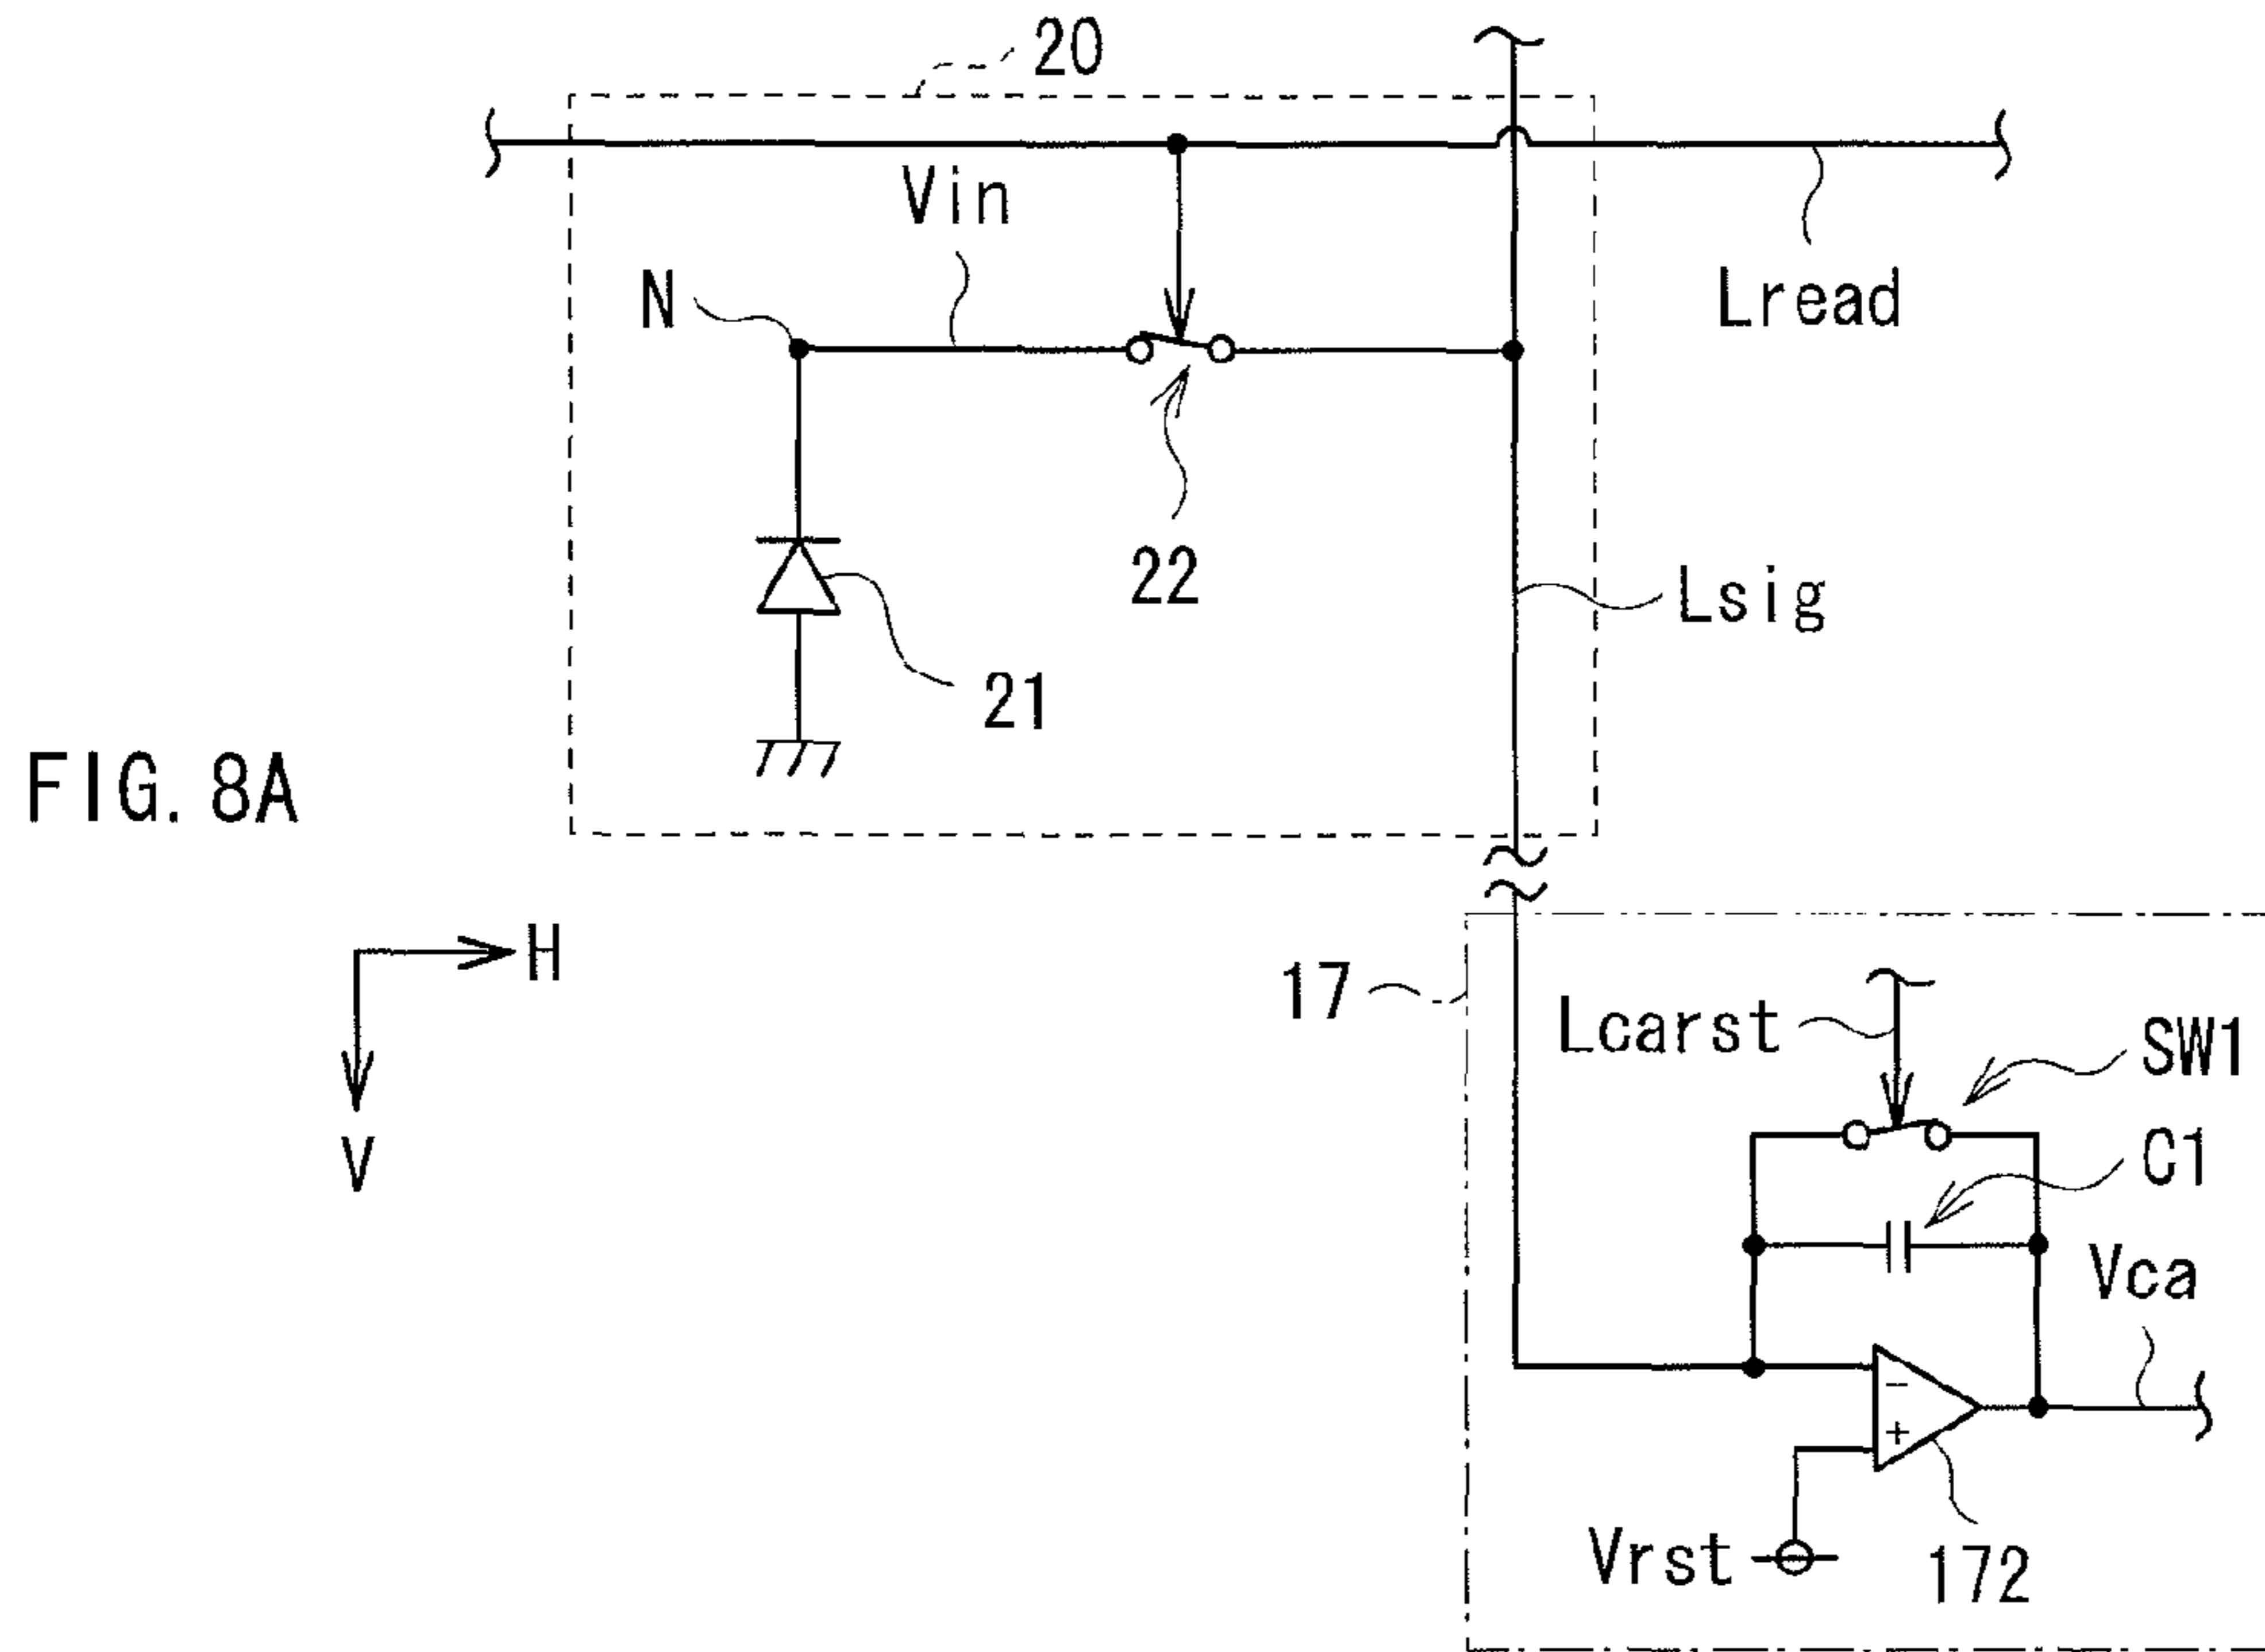 20
Vin
N
Lread
22
Lsig
21
FIG. 8A
H
17
Lcarst
SW1
V
C1
Vca
−
+
Vrst
172